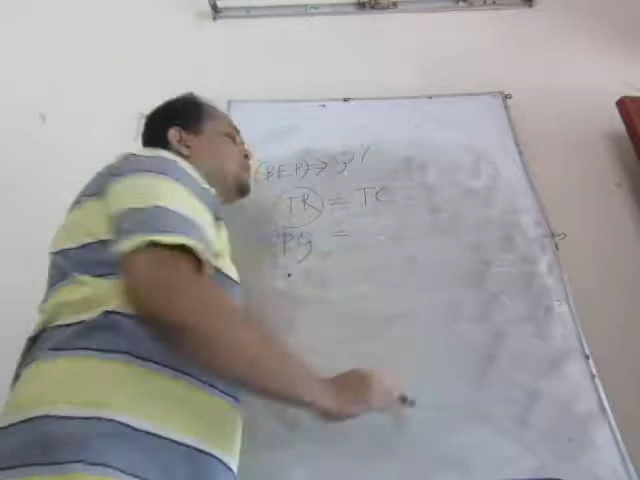 (BEP) → ?
TR = TC
Pq =